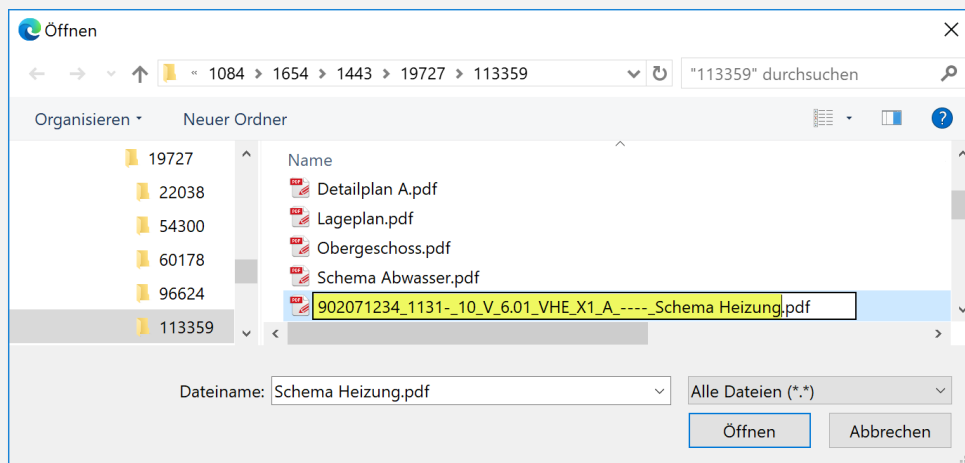 Öffnen
« 1084 > 1654 > 1443 > 19727 > 113359
"113359" durchsuchen
Organisieren
Neuer Ordner
?
19727
22038
54300
60178
96624
113359
Name
Detailplan A.pdf
Lageplan.pdf
Obergeschoss.pdf
Schema Abwasser.pdf
902071234_1131-_10_V_6.01_VHE_X1_A_----_Schema Heizung.pdf
Dateiname: Schema Heizung.pdf
Alle Dateien (*.*)
Öffnen
Abbrechen